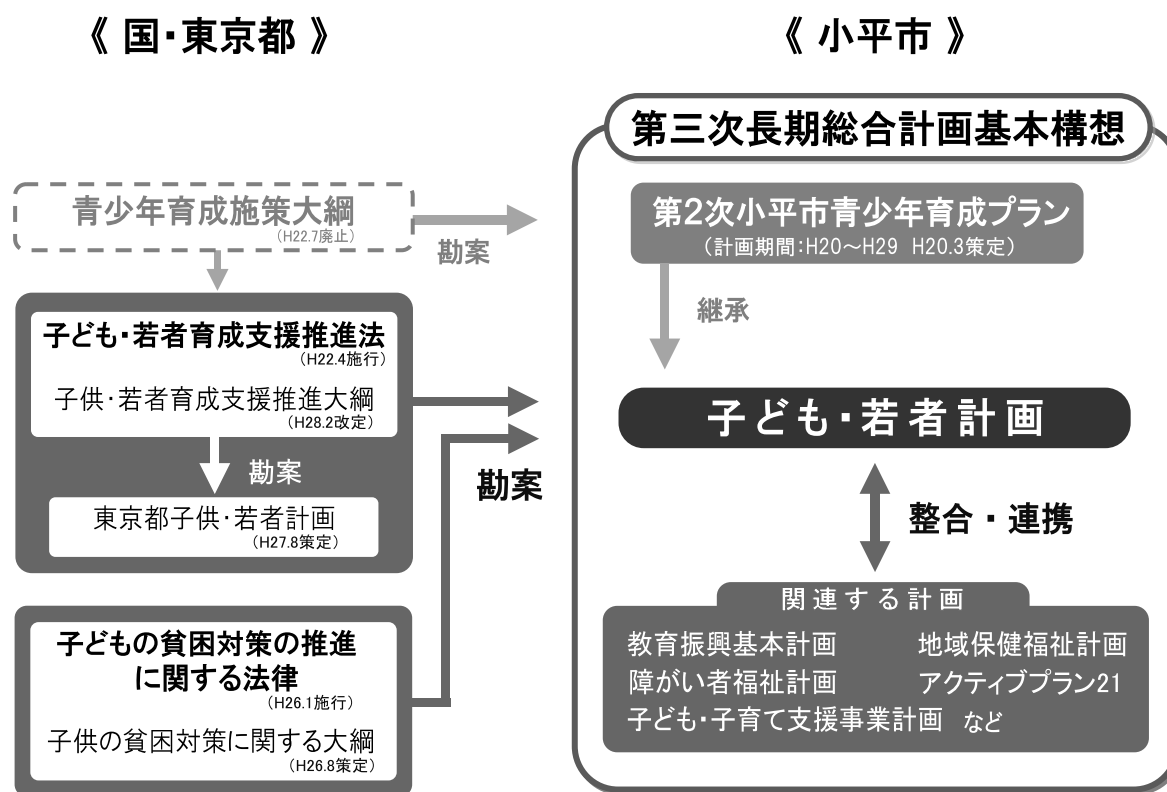 《 国・東京都 》
《 小平市 》
青少年育成施策大綱
(H22.7廃止)
勘案
子ども・若者育成支援推進法
(H22.4施行)
子供・若者育成支援推進大綱
(H28.2改定)
勘案
東京都子供・若者計画
(H27.8策定)
子どもの貧困対策の推進
に関する法律
(H26.1施行)
子供の貧困対策に関する大綱
(H26.8策定)
勘案
第三次長期総合計画基本構想
第2次小平市青少年育成プラン
(計画期間:H20～H29 H20.3策定)
継承
子ども・若者計画
整合・連携
関連する計画
教育振興基本計画 地域保健福祉計画
障がい者福祉計画 アクティブプラン21
子ども・子育て支援事業計画 など